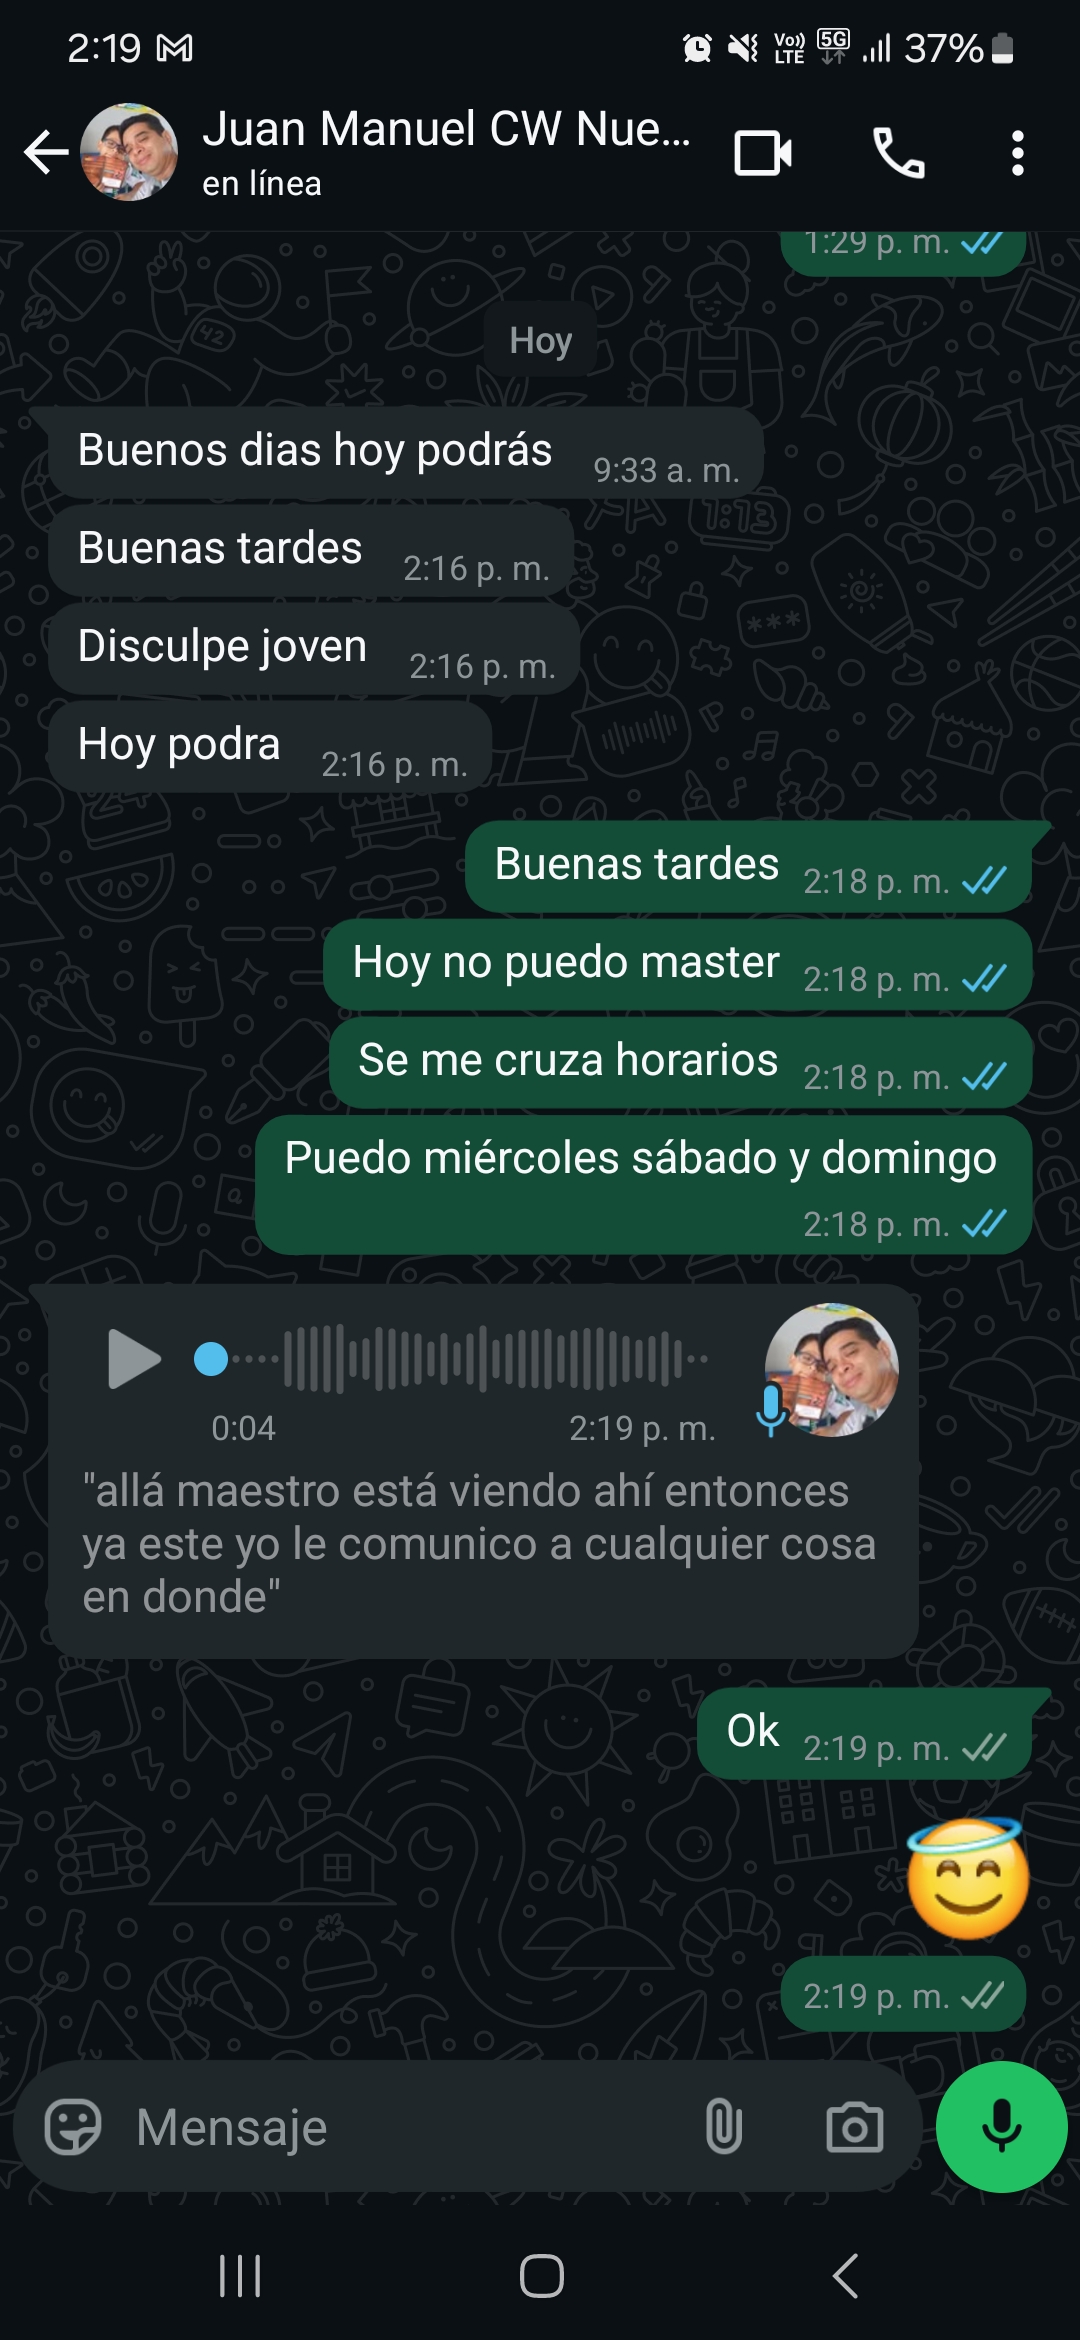 2:19
Vo))
LTE
5G
37%
Juan Manuel CW Nue...
en línea
1:29 p. m.
Hoy
Buenos dias hoy podrás 9:33 a. m.
Buenas tardes 2:16 p. m.
Disculpe joven 2:16 p. m.
Hoy podra 2:16 p. m.
Buenas tardes 2:18 p. m.
Hoy no puedo master 2:18 p. m.
Se me cruza horarios 2:18 p. m.
Puedo miércoles sábado y domingo
2:18 p. m.
0:04 2:19 p. m.
"allá maestro está viendo ahí entonces
ya este yo le comunico a cualquier cosa
en donde"
Ok 2:19 p. m.
2:19 p. m.
Mensaje